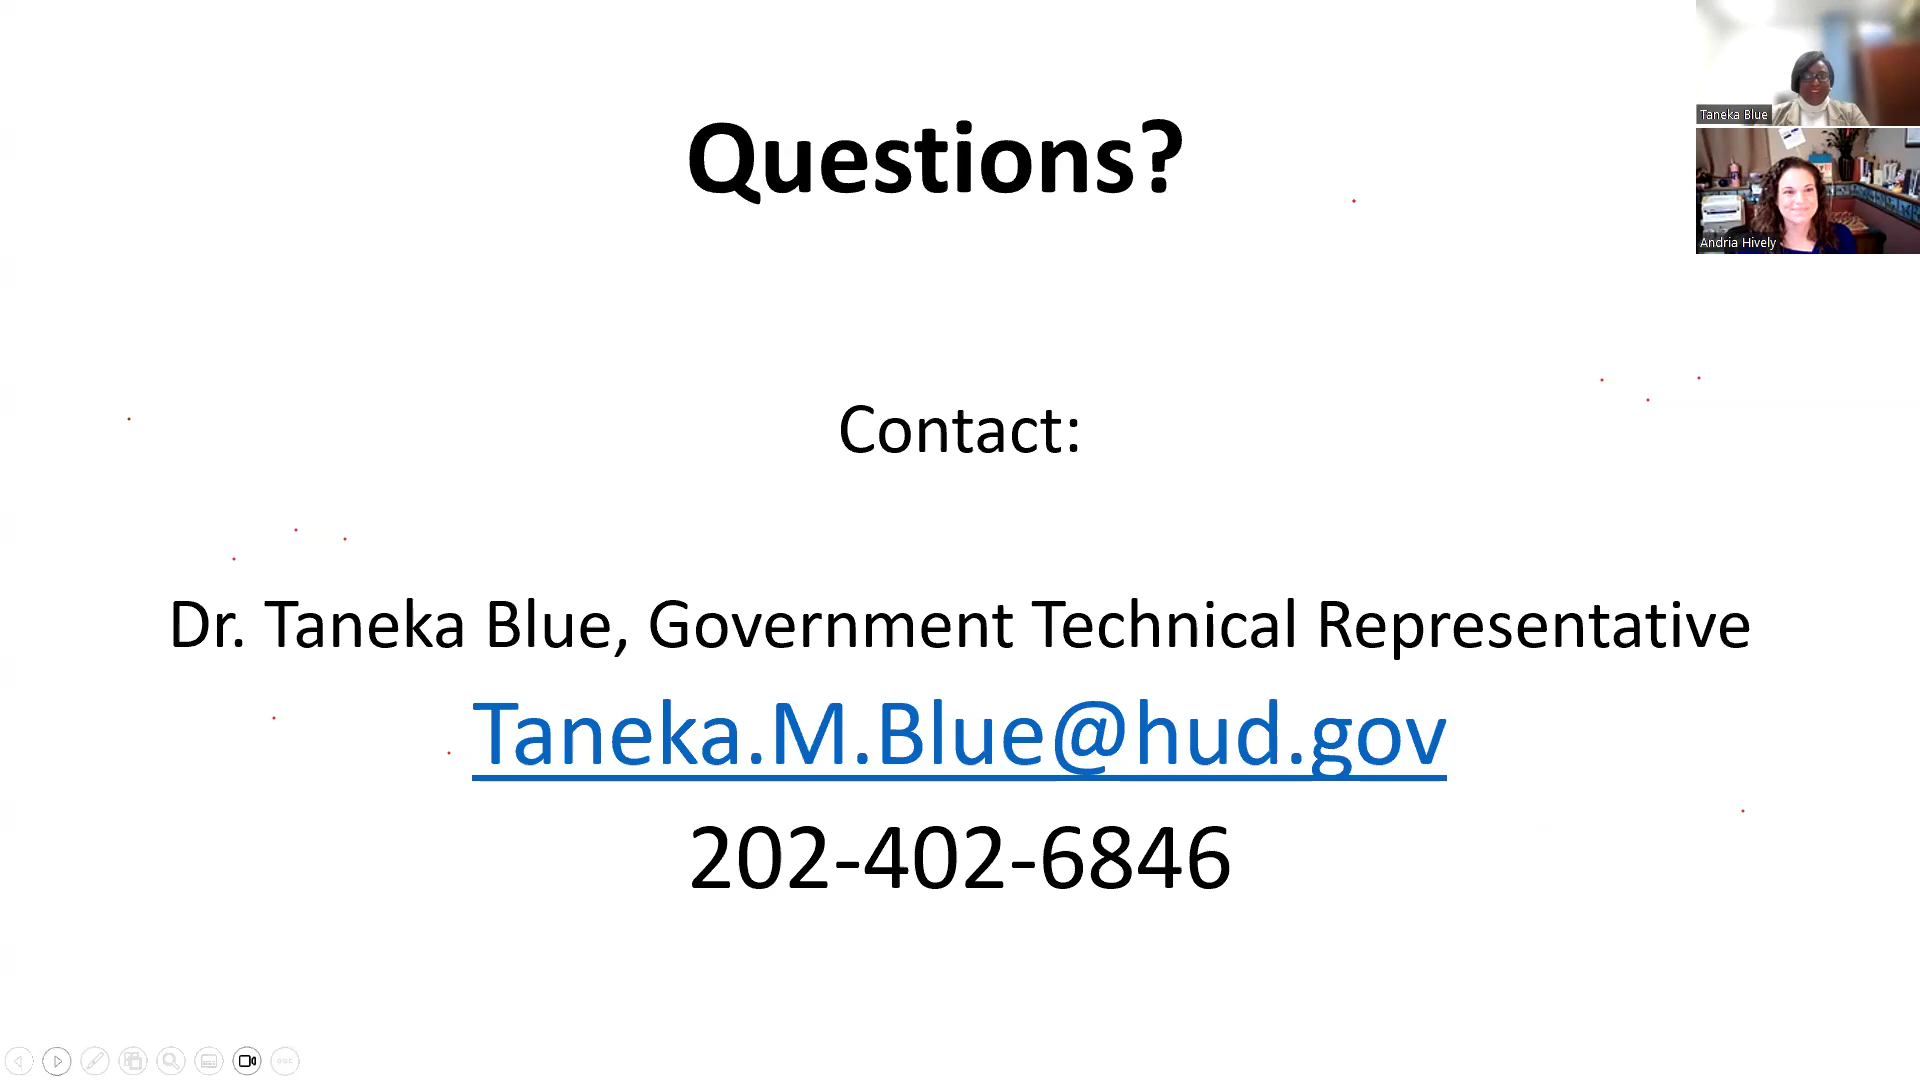 Questions?
Taneka Blue
Andria Hively
Contact:
Dr. Taneka Blue, Government Technical Representative
Taneka.M.Blue@hud.gov
202-402-6846